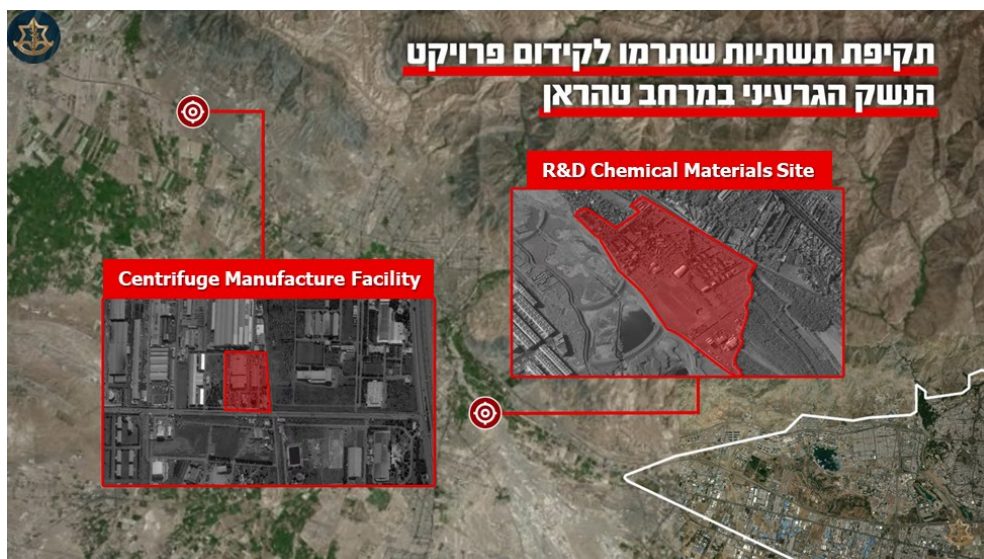 תקיפת תשתיות שתרמו לקידום פרויקט
הנשק הגרעיני במרחב טהראן
R&D Chemical Materials Site
Centrifuge Manufacture Facility